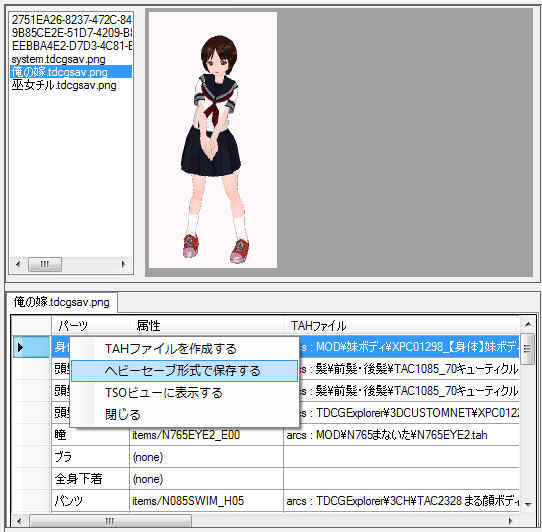 2751EA26-8237-472C-84
9B85CE2E-51D7-4209-B8
EEBBA4E2-D7D3-4C81-B
system.tdcgsav.png
俺の嫁.tdcgsav.png
巫女チル.tdcgsav.png
俺の嫁.tdcgsav.png
パーツ 属性 TAHファイル
身体 arcs : MOD¥妹ボディ¥XPC01298_【身体】妹ボディ
TAHファイルを作成する
頭 arcs : 髪¥前髪・後髪¥TAC1085_70キューティクル
ヘビーセーブ形式で保存する
頭 arcs : 髪¥前髪・後髪¥TAC1085_70キューティクル
TSOビューに表示する
頭 arcs : TDCGExplorer¥3DCUSTOMNET¥XPC0122
閉じる
瞳 items/N765EYE2_E00 arcs : MOD¥N765まないた¥N765EYE2.tah
ブラ (none)
全身下着 (none)
パンツ items/N085SWIM_H05 arcs : TDCGExplorer¥3CH¥TAC2328 まる顔ボディ